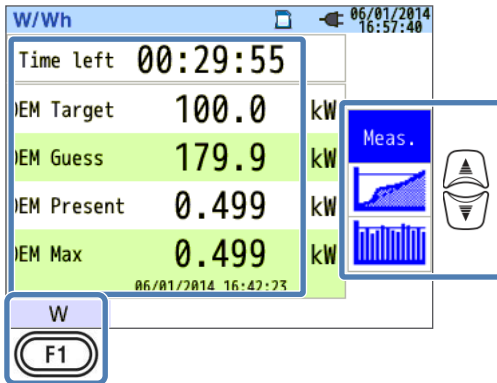 W/Wh 06/01/2014
16:57:40
Time left 00:29:55
DEM Target 100.0 kW
DEM Guess 179.9 kW
DEM Present 0.499 kW
DEM Max 0.499 kW
06/01/2014 16:42:23
Meas.
W
F1